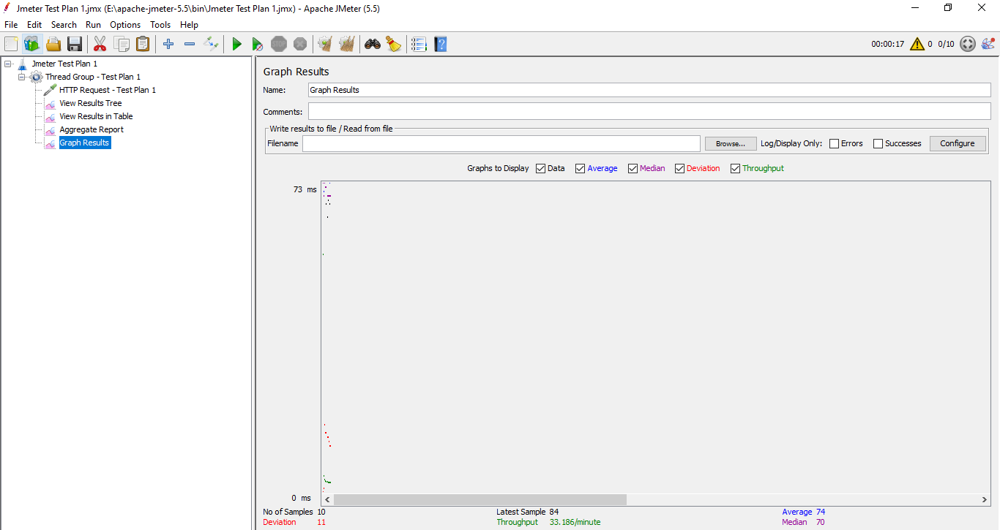 Jmeter Test Plan 1.jmx (E:\apache-jmeter-5.5\bin\Jmeter Test Plan 1.jmx) - Apache JMeter (5.5)
File Edit Search Run Options Tools Help
STOP 00:00:17 0 0/10
Jmeter Test Plan 1
Thread Group - Test Plan 1
HTTP Request - Test Plan 1
View Results Tree
View Results in Table
Aggregate Report
Graph Results
Graph Results
Name: Graph Results
Comments:
Write results to file / Read from file
Filename Browse... Log/Display Only: Errors Successes Configure
Graphs to Display Data Average Median Deviation Throughput
73 ms
0 ms
No of Samples 10 Latest Sample 84 Average 74
Deviation 11 Throughput 33.186/minute Median 70